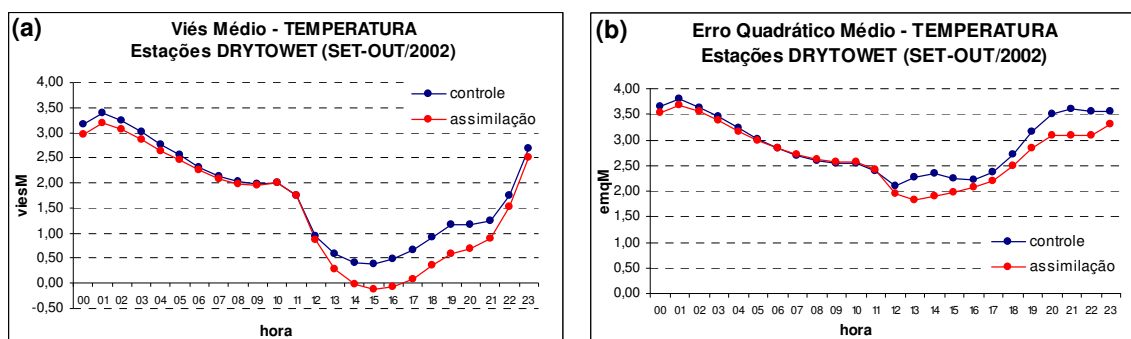 (a)
Viés Médio - TEMPERATURA
Estações DRYTOWET (SET-OUT/2002)
4,00
3,50
3,00
2,50
2,00
1,50
1,00
0,50
0,00
-0,50
viesM
controle
assimilação
00 01 02 03 04 05 06 07 08 09 10 11 12 13 14 15 16 17 18 19 20 21 22 23
hora
(b)
Erro Quadrático Médio - TEMPERATURA
Estações DRYTOWET (SET-OUT/2002)
4,00
3,50
3,00
2,50
2,00
1,50
1,00
0,50
0,00
emqM
controle
assimilação
00 01 02 03 04 05 06 07 08 09 10 11 12 13 14 15 16 17 18 19 20 21 22 23
hora